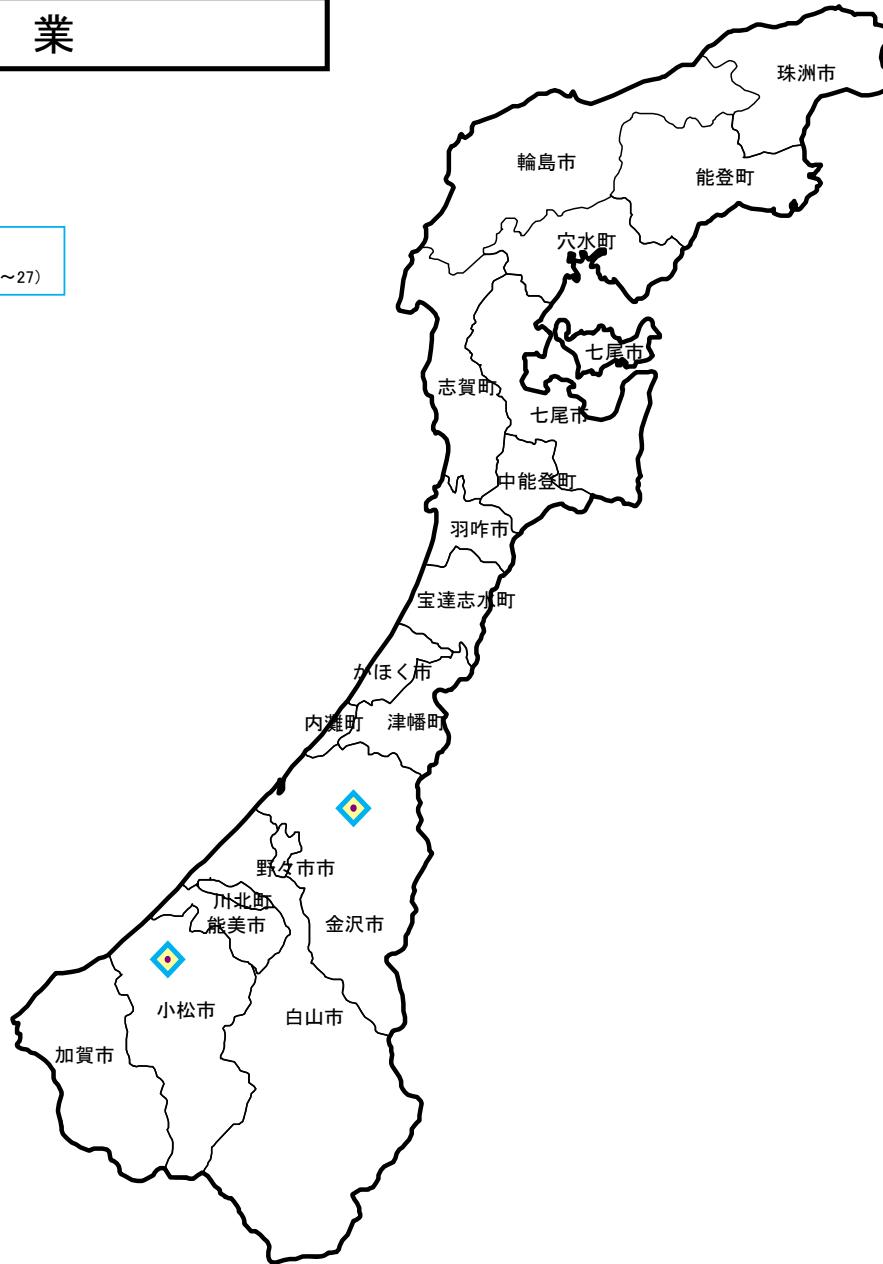 業
～27）
珠洲市
輪島市
能登町
穴水町
七尾市
志賀町
七尾市
中能登町
羽咋市
宝達志水町
かほく市
内灘町
津幡町
野々市市
川北町
能美市
金沢市
小松市
白山市
加賀市